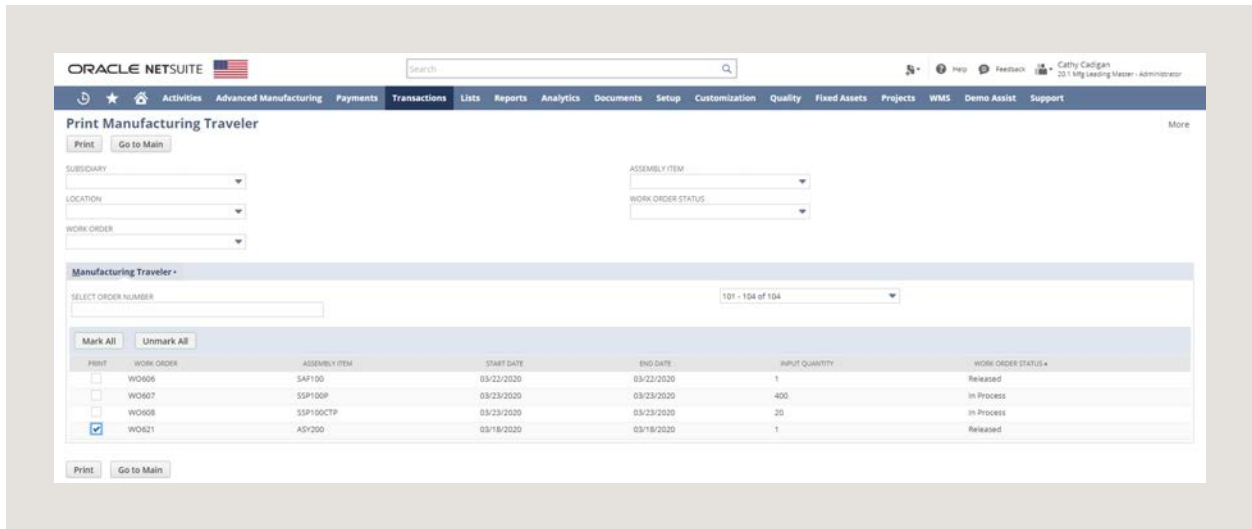 ORACLE NETSUITE
Search
Help Feedback Cathy Cadigan
20.1 Mfg Leading Master - Administrator
Activities Advanced Manufacturing Payments Transactions Lists Reports Analytics Documents Setup Customization Quality Fixed Assets Projects WMS Demo Assist Support
Print Manufacturing Traveler More
Print Go to Main
SUBSIDIARY ASSEMBLY ITEM
LOCATION WORK ORDER STATUS
WORK ORDER
Manufacturing Traveler •
SELECT ORDER NUMBER 101 - 104 of 104
Mark All Unmark All
PRINT WORK ORDER ASSEMBLY ITEM START DATE END DATE INPUT QUANTITY WORK ORDER STATUS
WO606 SAF100 03/22/2020 03/22/2020 1 Released
WO607 SSP100P 03/23/2020 03/23/2020 400 In Process
WO608 SSP100CTP 03/23/2020 03/23/2020 20 In Process
WO621 ASY200 03/18/2020 03/18/2020 1 Released
Print Go to Main